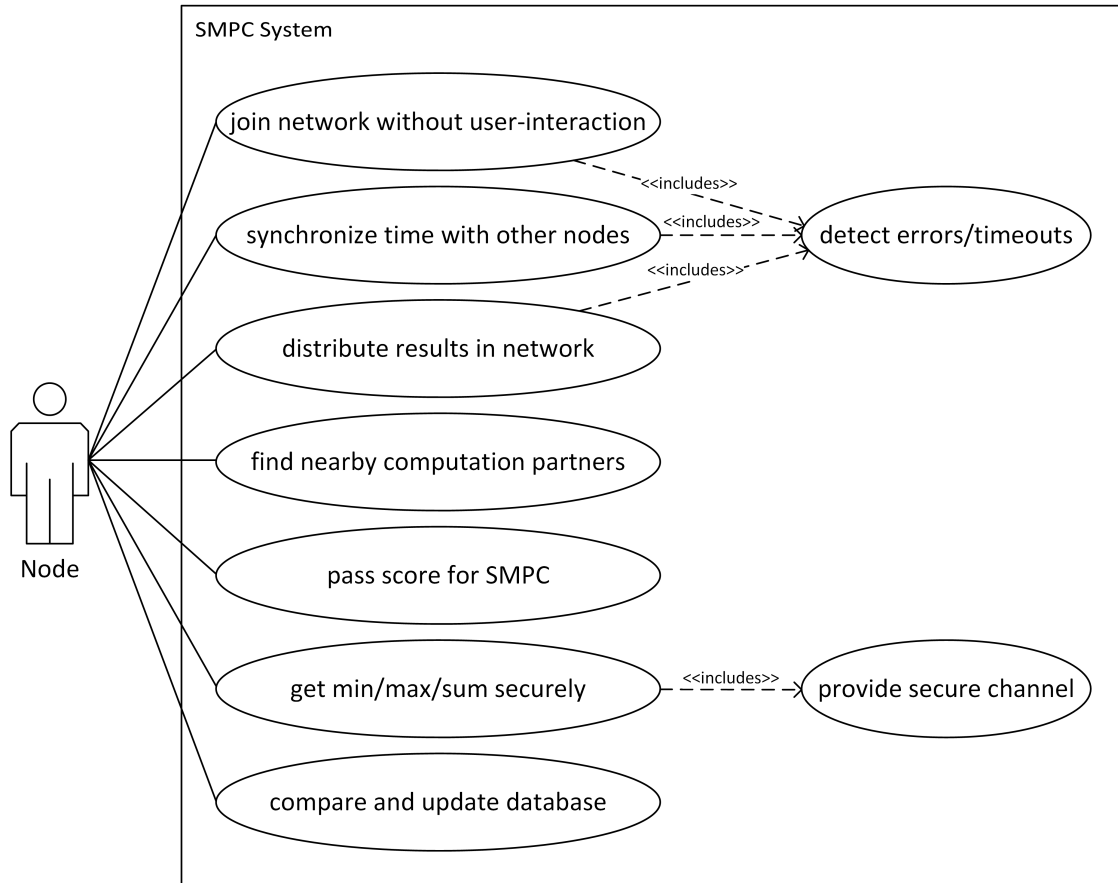 SMPC System
join network without user-interaction
<<includes>>
synchronize time with other nodes
<<includes>>
detect errors/timeouts
<<includes>>
distribute results in network
find nearby computation partners
Node
pass score for SMPC
get min/max/sum securely
<<includes>>
provide secure channel
compare and update database